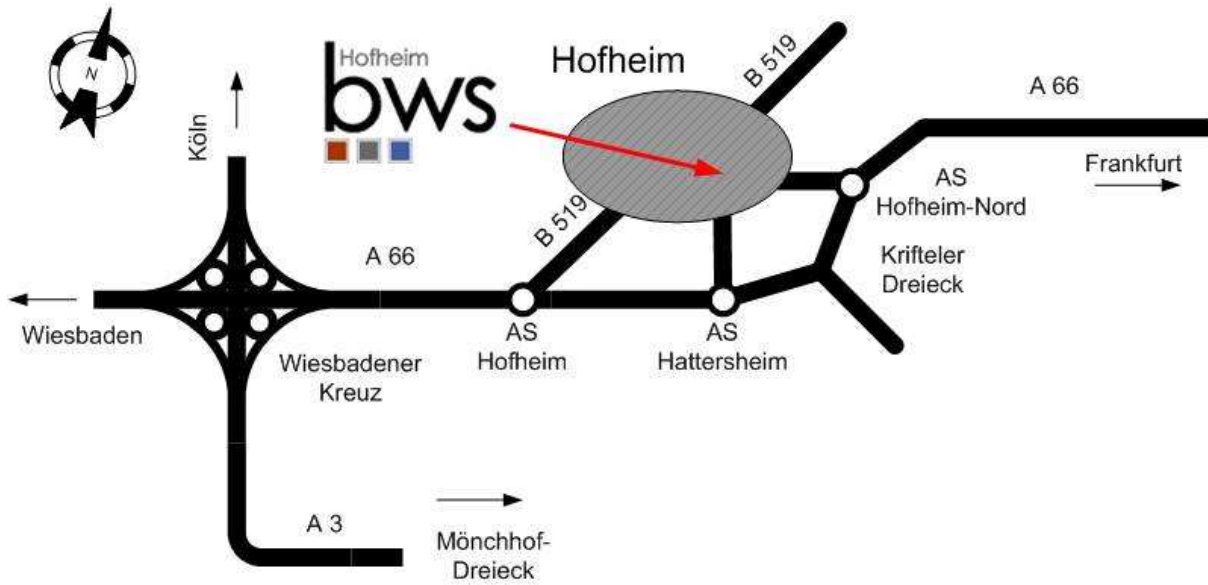 N
Köln
Hofheim
bws
Hofheim
B 519
A 66
Frankfurt
AS
Hofheim-Nord
B 519
A 66
Krifteler
Dreieck
Wiesbaden
AS
Hofheim
AS
Hattersheim
Wiesbadener
Kreuz
A 3
Mönchhof-
Dreieck